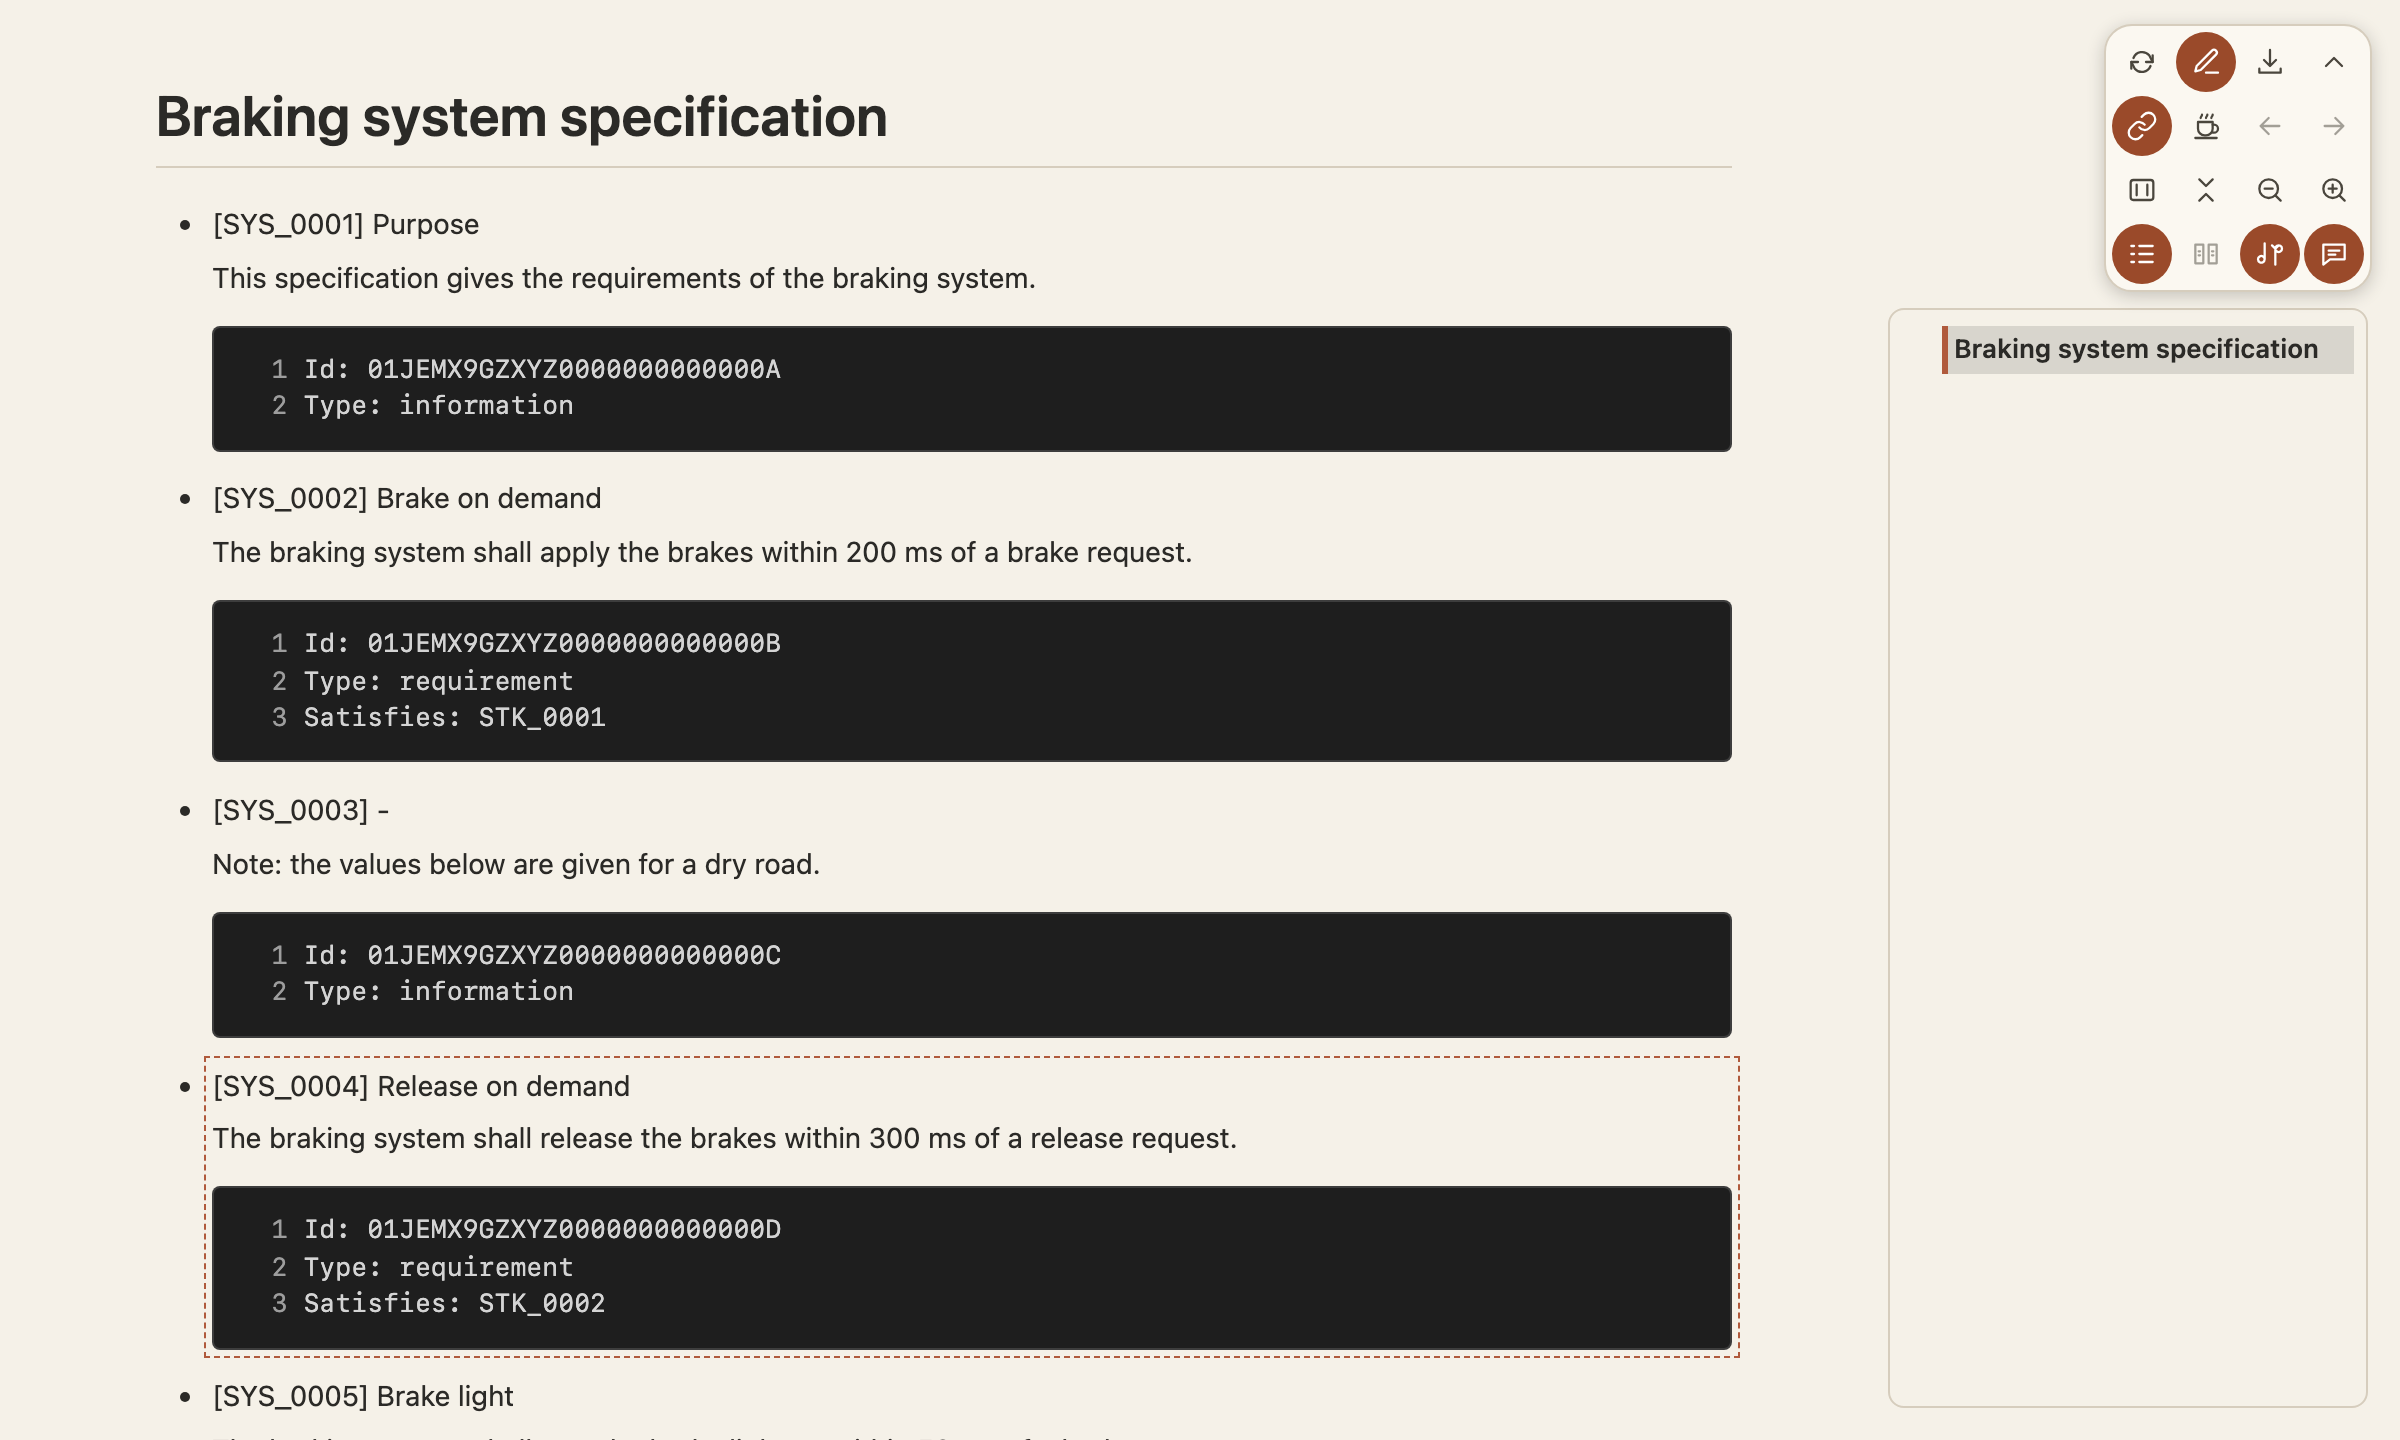 Braking system specification
[SYS_0001] Purpose
This specification gives the requirements of the braking system.
1 Id: 01JEMX9GZXYZ0000000000000A
2 Type: information
[SYS_0002] Brake on demand
The braking system shall apply the brakes within 200 ms of a brake request.
1 Id: 01JEMX9GZXYZ0000000000000B
2 Type: requirement
3 Satisfies: STK_0001
[SYS_0003] -
Note: the values below are given for a dry road.
1 Id: 01JEMX9GZXYZ0000000000000C
2 Type: information
[SYS_0004] Release on demand
The braking system shall release the brakes within 300 ms of a release request.
1 Id: 01JEMX9GZXYZ0000000000000D
2 Type: requirement
3 Satisfies: STK_0002
[SYS_0005] Brake light
Braking system specification